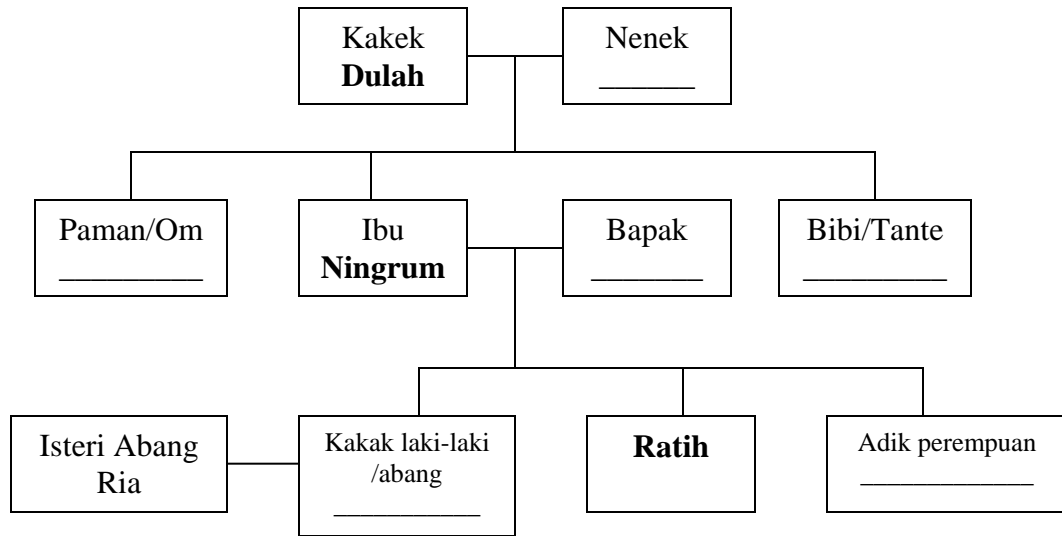 Kakek
Dulah
Nenek
______
Paman/Om
_________
Ibu
Ningrum
Bapak
_______
Bibi/Tante
_________
Isteri Abang
Ria
Kakak laki-laki
/abang
___________
Ratih
Adik perempuan
_____________